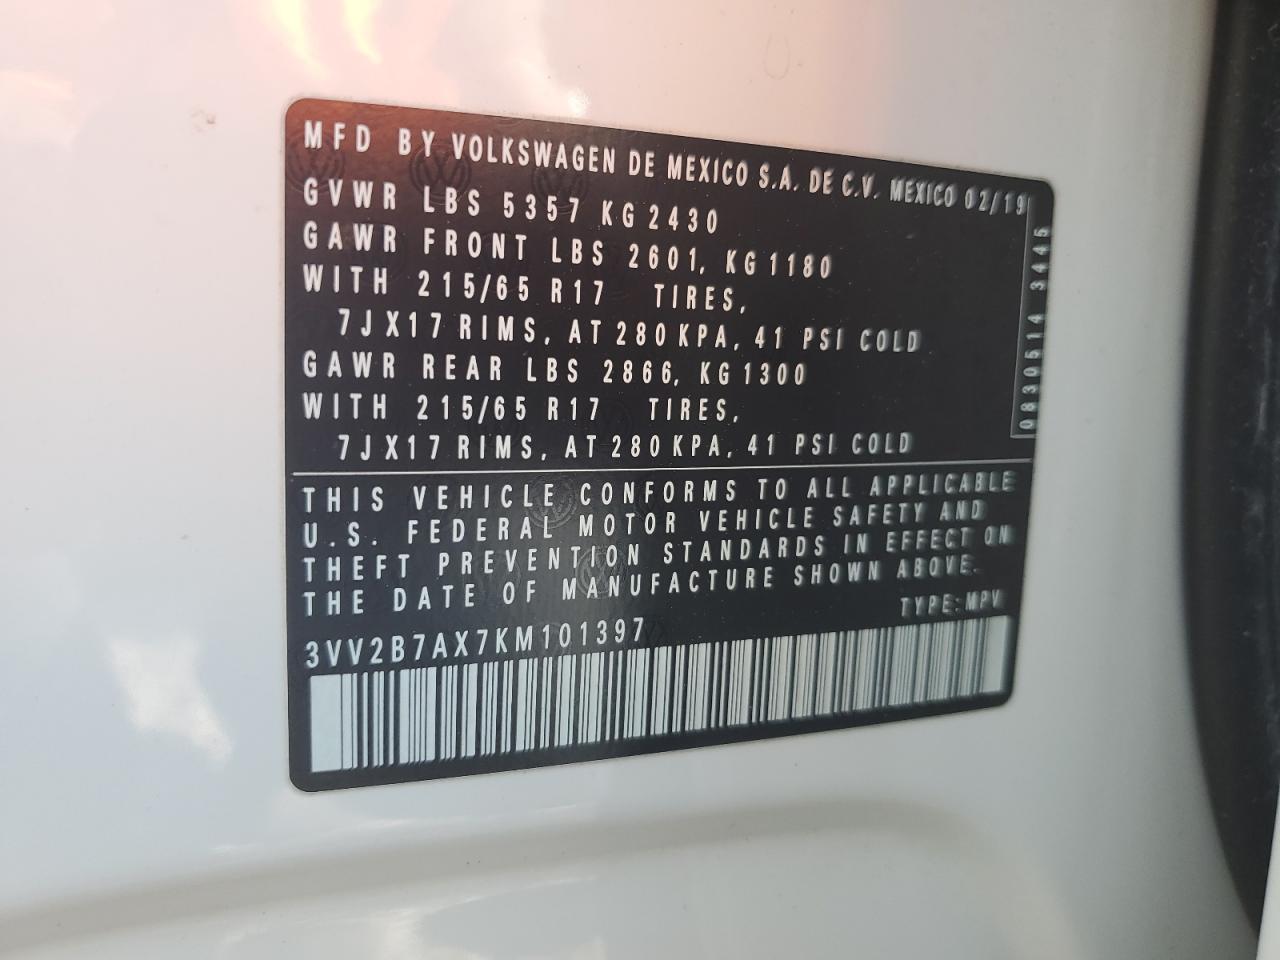 MFD BY VOLKSWAGEN DE MEXICO S.A. DE C.V. MEXICO 02/19
GVWR LBS 5357 KG 2430
GAWR FRONT LBS 2601, KG 1180
WITH 215/65 R17 TIRES,
7JX17 RIMS, AT 280 KPA, 41 PSI COLD
GAWR REAR LBS 2866, KG 1300
WITH 215/65 R17 TIRES,
7JX17 RIMS, AT 280 KPA, 41 PSI COLD
0830514 3445
THIS VEHICLE CONFORMS TO ALL APPLICABLE
U.S. FEDERAL MOTOR VEHICLE SAFETY AND
THEFT PREVENTION STANDARDS IN EFFECT ON
THE DATE OF MANUFACTURE SHOWN ABOVE.
TYPE: MPV
3VV2B7AX7KM101397